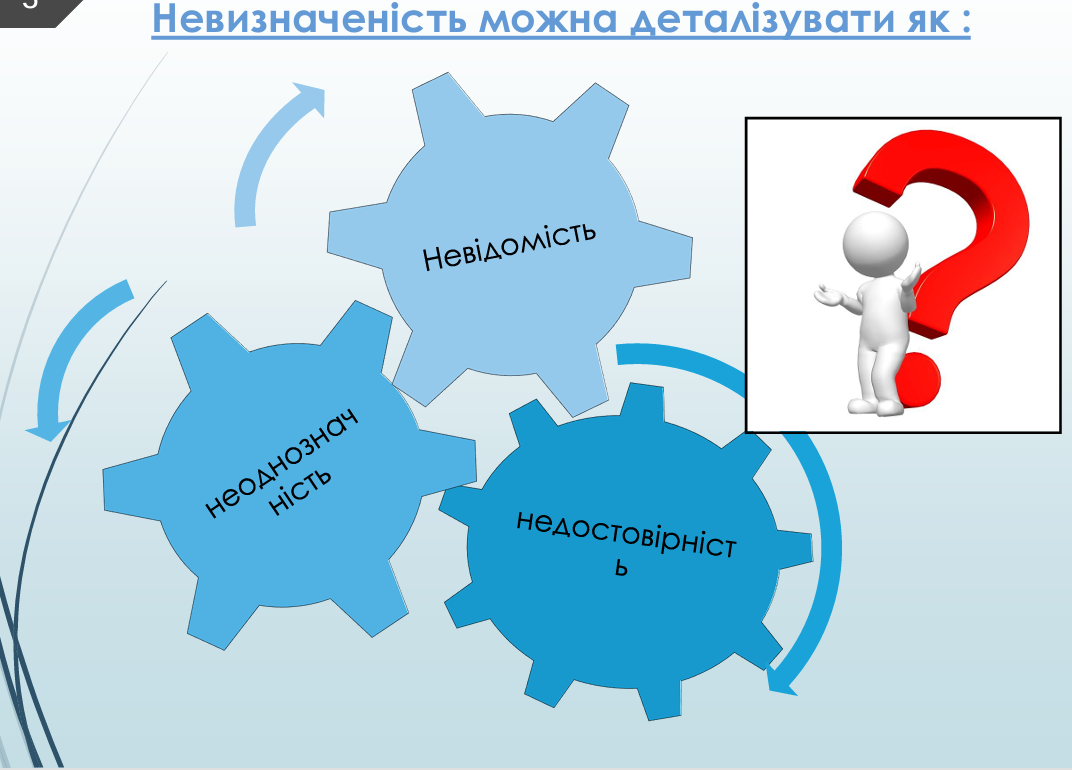 Невизначеність можна деталізувати як :
Невідомість
неоднознач
ність
недостовірніст
ь